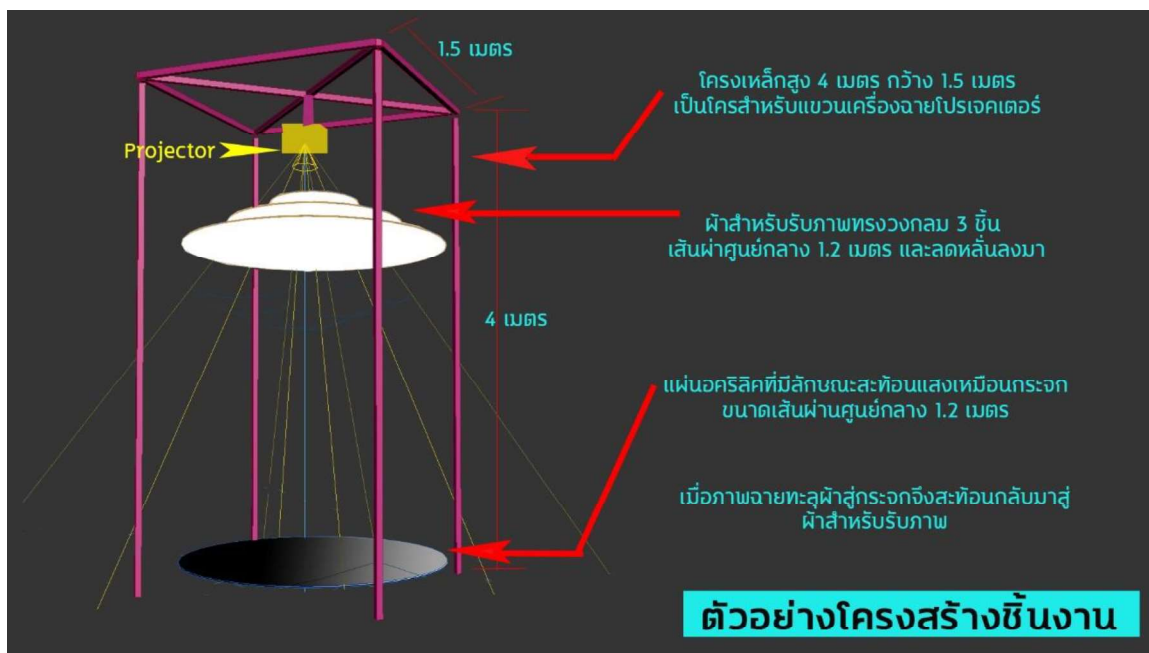 1.5 เมตร
โครงเหล็กสูง 4 เมตร กว้าง 1.5 เมตร
เป็นโครสำหรับแขวนเครื่องฉายโปรเจคเตอร์
Projector
ผ้าสำหรับรับภาพทรงวงกลม 3 ชิ้น
เส้นผ่าศูนย์กลาง 1.2 เมตร และลดหลั่นลงมา
4 เมตร
แผ่นอคริลิคที่มีลักษณะสะท้อนแสงเหมือนกระจก
ขนาดเส้นผ่านศูนย์กลาง 1.2 เมตร
เมื่อภาพฉายทะลุผ้าสู่กระจกจึงสะท้อนกลับมาสู่
ผ้าสำหรับรับภาพ
ตัวอย่างโครงสร้างชิ้นงาน